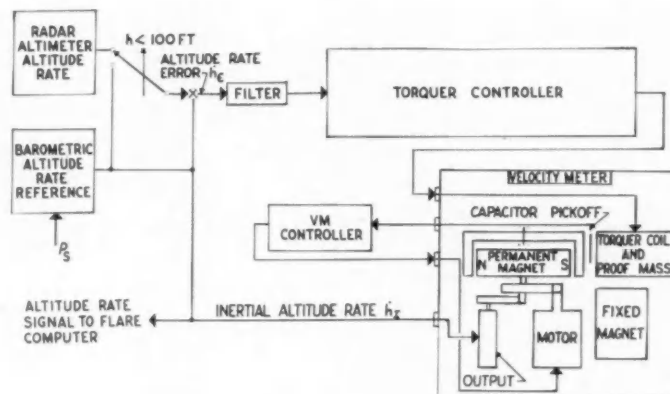 RADAR
ALTIMETER
ALTITUDE
RATE
h < 100 FT
ALTITUDE
RATE
ERROR ḣε
FILTER
TORQUER CONTROLLER
BAROMETRIC
ALTITUDE
RATE
REFERENCE
PS
VM
CONTROLLER
VELOCITY METER
CAPACITOR PICKOFF
N PERMANENT S
MAGNET
TORQUER COIL
AND
PROOF MASS
ALTITUDE RATE
SIGNAL TO FLARE
COMPUTER
INERTIAL ALTITUDE RATE ḣI
MOTOR
FIXED
MAGNET
OUTPUT